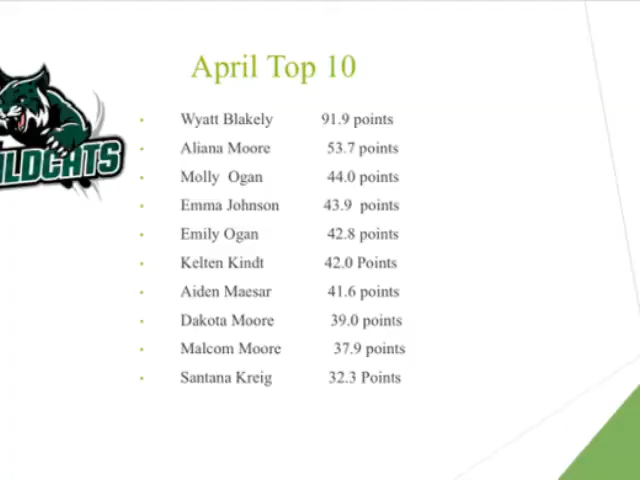 April Top 10
WILDCATS
Wyatt Blakely 91.9 points
Aliana Moore 53.7 points
Molly Ogan 44.0 points
Emma Johnson 43.9 points
Emily Ogan 42.8 points
Kelten Kindt 42.0 Points
Aiden Maesar 41.6 points
Dakota Moore 39.0 points
Malcom Moore 37.9 points
Santana Kreig 32.3 Points